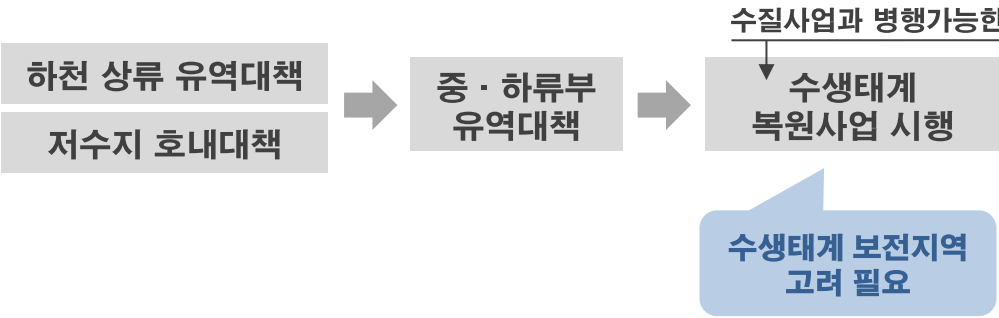 수질사업과 병행가능한
하천 상류 유역대책
저수지 호내대책
중 · 하류부
유역대책
수생태계
복원사업 시행
수생태계 보전지역
고려 필요